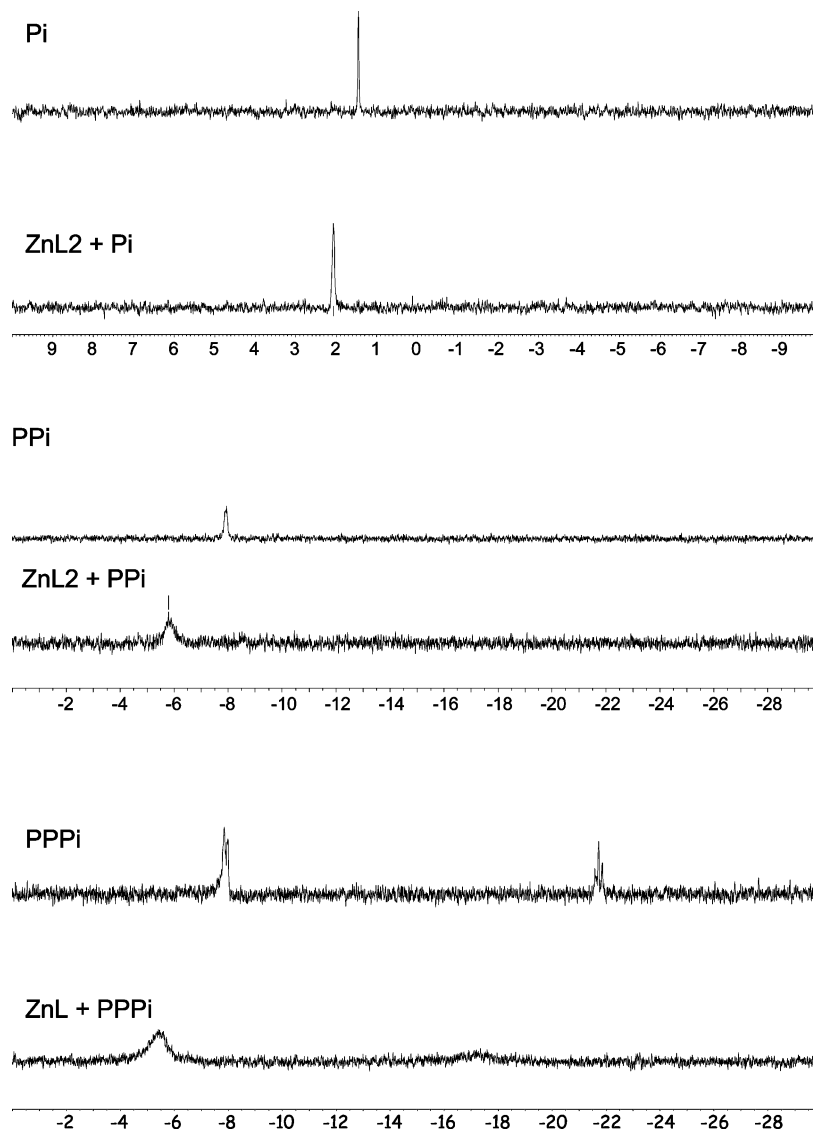 Pi
ZnL2 + Pi
9 8 7 6 5 4 3 2 1 0 -1 -2 -3 -4 -5 -6 -7 -8 -9
PPi
ZnL2 + PPi
-2 -4 -6 -8 -10 -12 -14 -16 -18 -20 -22 -24 -26 -28
PPPi
ZnL + PPPi
-2 -4 -6 -8 -10 -12 -14 -16 -18 -20 -22 -24 -26 -28